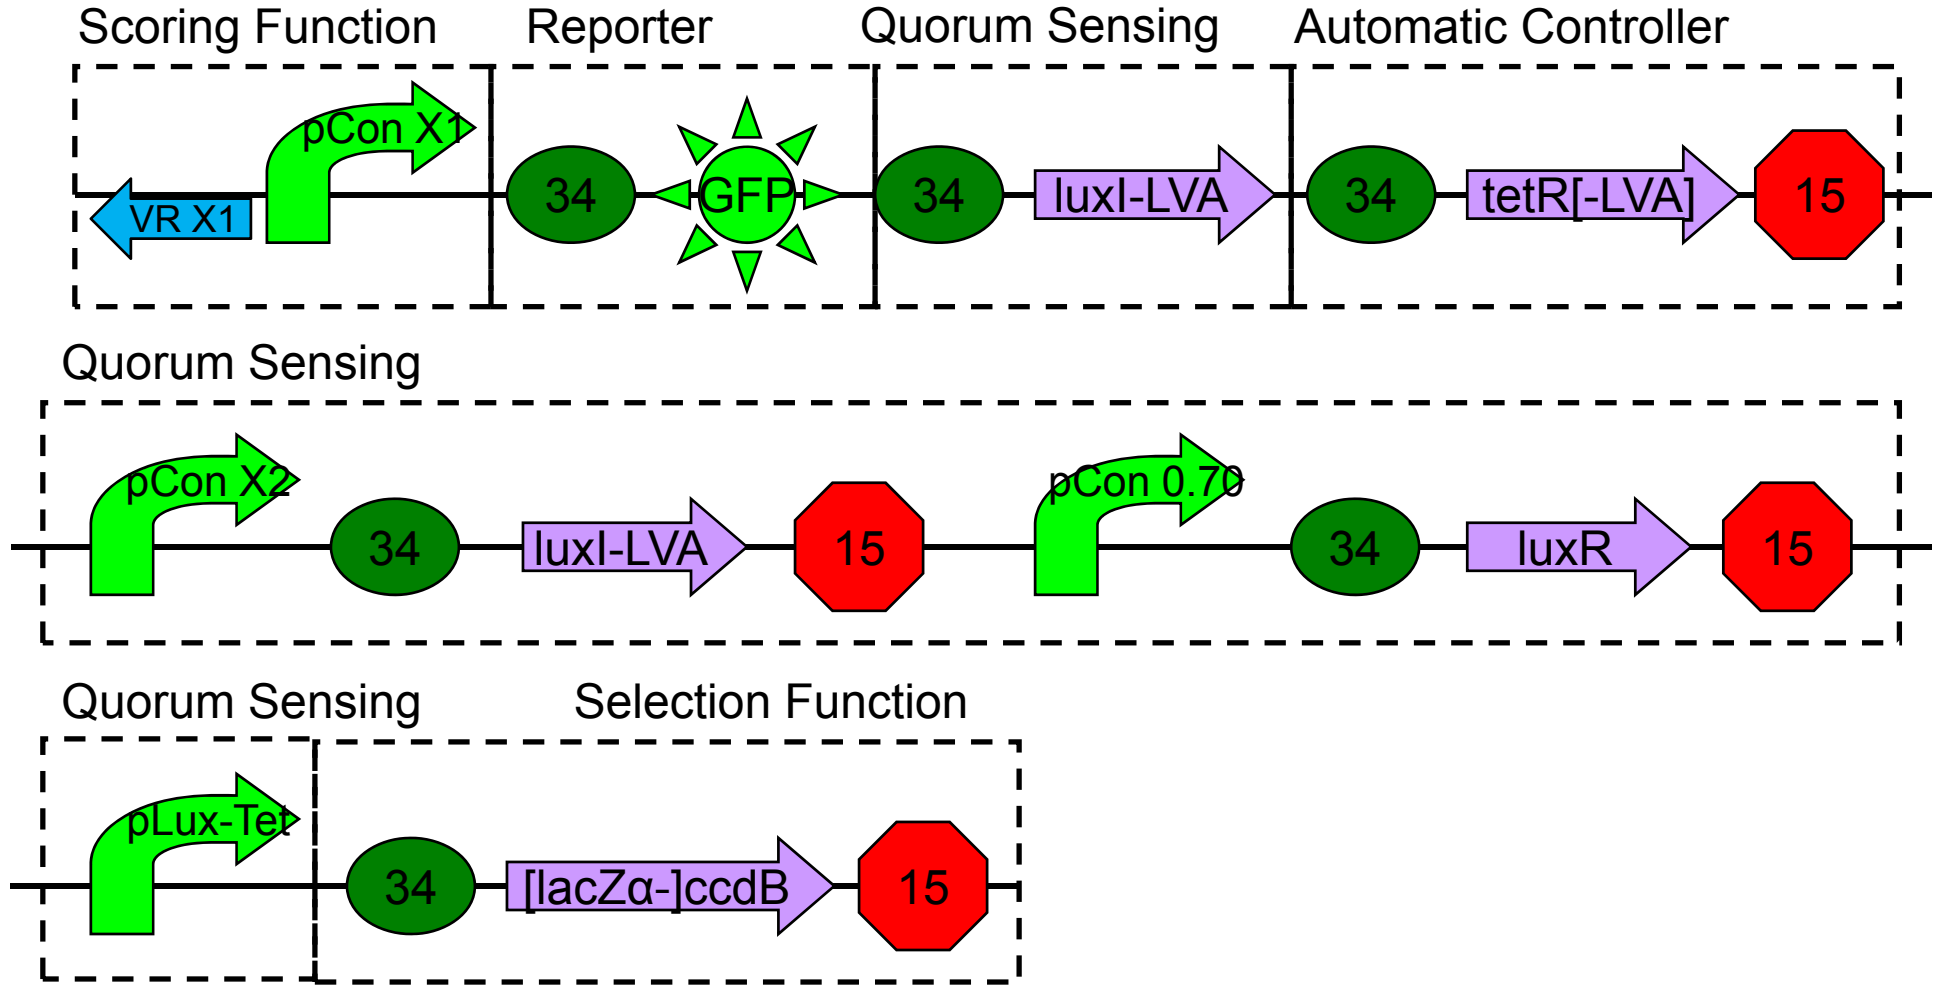 Scoring Function Reporter Quorum Sensing Automatic Controller
VR X1 pCon X1 34 GFP 34 luxI-LVA 34 tetR[-LVA] 15
Quorum Sensing
pCon X2 34 luxI-LVA 15 pCon 0.70 34 luxR 15
Quorum Sensing Selection Function
pLux-Tet 34 [lacZα-]ccdB 15